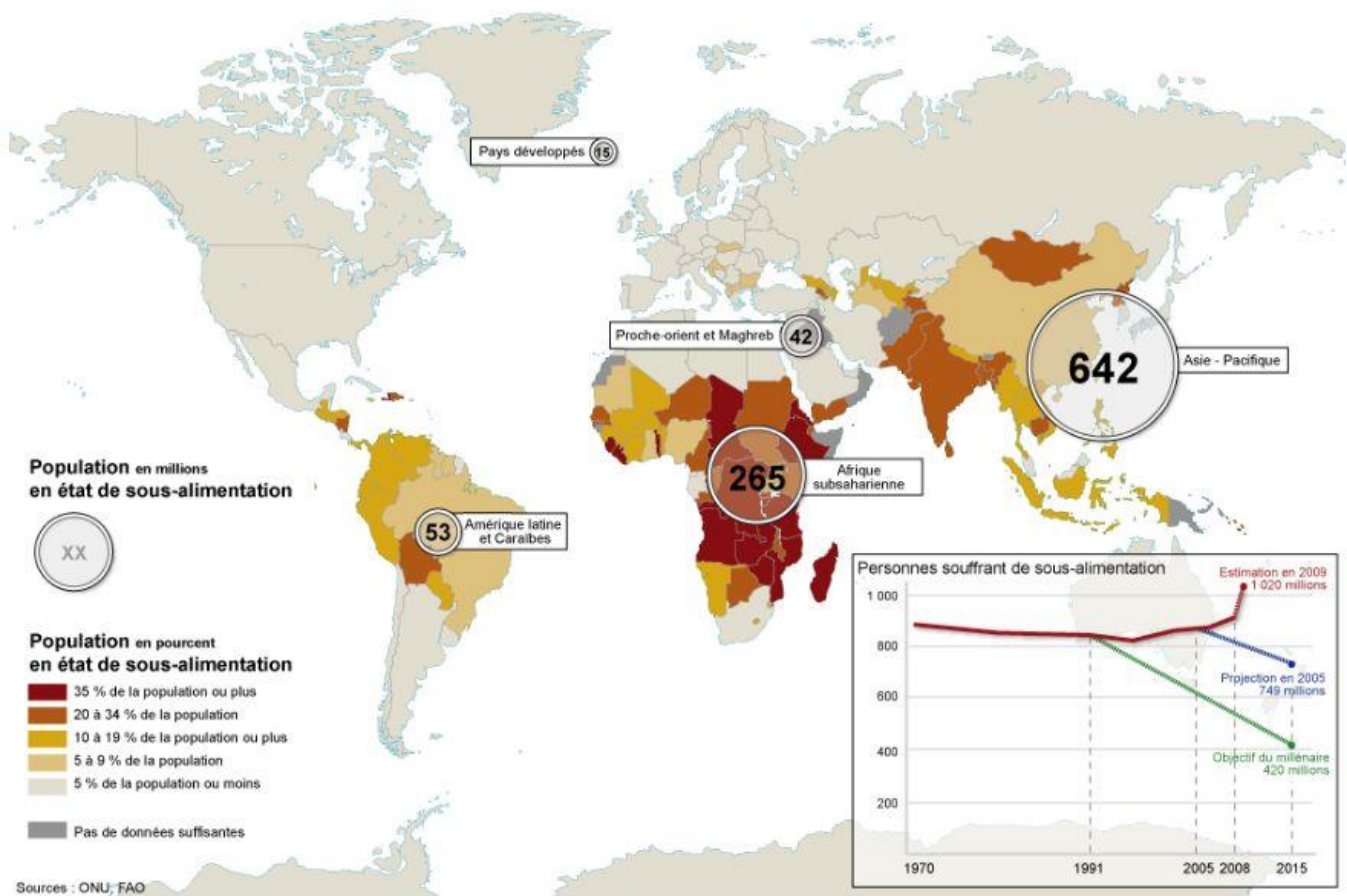 Pays développés
15
Proche-orient et Maghreb
42
642
Asie - Pacifique
265
Afrique
subsaharienne
53
Amérique latine
et Caraïbes
Population en millions
en état de sous-alimentation
XX
Population en pourcent
en état de sous-alimentation
35 % de la population ou plus
20 à 34 % de la population
10 à 19 % de la population ou plus
5 à 9 % de la population
5 % de la population ou moins
Pas de données suffisantes
Sources : ONU, FAO
Personnes souffrant de sous-alimentation
Estimation en 2009
1 020 millions
1 000
800
600
400
200
Projection en 2005
749 millions
Objectif du millénaire
420 millions
1970
1991
2005
2008
2015